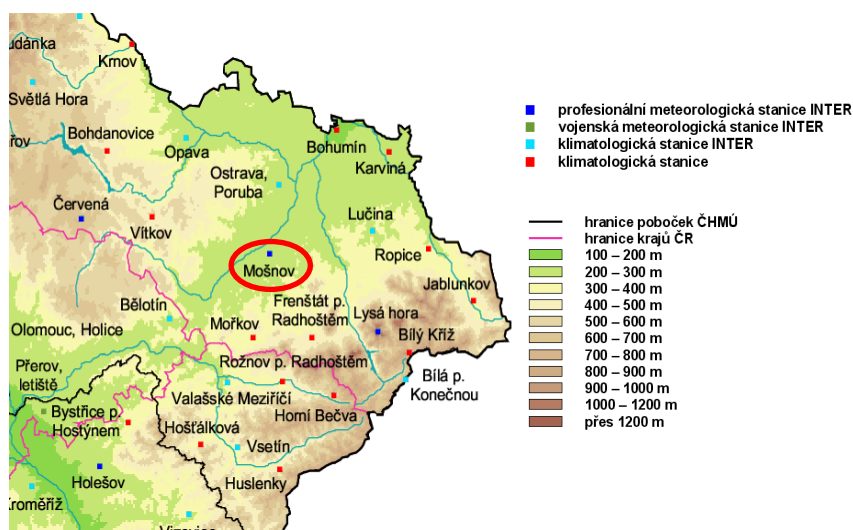 udánka
Krnov
Světlá Hora
Bohdanovice
Opava
Bohumín
Karviná
Ostrava,
Poruba
Červená
Vítkov
Lučina
Ropice
Mošnov
Jablunkov
Bělotín
Frenštát p.
Radhoštěm
Lysá hora
Mořkov
Bílý Kříž
Olomouc, Holice
Rožnov p. Radhoštěm
Přerov,
letiště
Bílá p.
Konečnou
Valašské Meziříčí
Horní Bečva
Bystřice p.
Hostýnem
Hošťálková
Vsetín
Holešov
Huslenky
Kroměříž
profesionální meteorologická stanice INTER
vojenská meteorologická stanice INTER
klimatologická stanice INTER
klimatologická stanice
hranice poboček ČHMÚ
hranice krajů ČR
100 – 200 m
200 – 300 m
300 – 400 m
400 – 500 m
500 – 600 m
600 – 700 m
700 – 800 m
800 – 900 m
900 – 1000 m
1000 – 1200 m
přes 1200 m